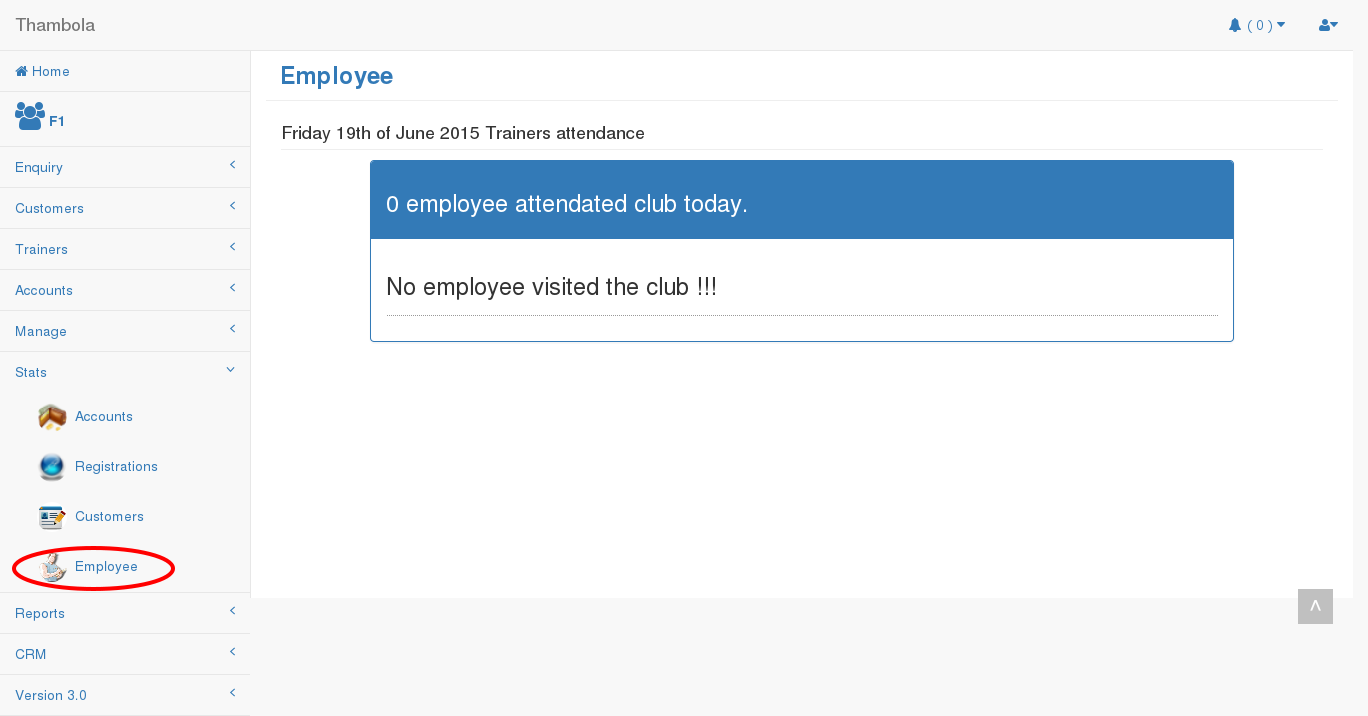 Thambola
( 0 )
Home
F1
Enquiry
Customers
Trainers
Accounts
Manage
Stats
Accounts
Registrations
Customers
Employee
Reports
CRM
Version 3.0
Employee
Friday 19th of June 2015 Trainers attendance
0 employee attendated club today.
No employee visited the club !!!